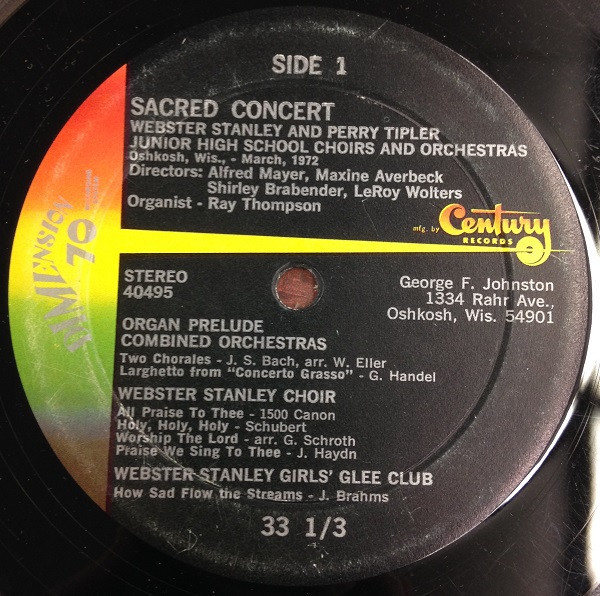 SIDE 1
SACRED CONCERT
WEBSTER STANLEY AND PERRY TIPLER
JUNIOR HIGH SCHOOL CHOIRS AND ORCHESTRAS
Oshkosh, Wis., - March, 1972
Directors: Alfred Mayer, Maxine Averbeck
Shirley Brabender, LeRoy Wolters
Organist - Ray Thompson
DIMENSION
70
mfg. by Century
RECORDS
STEREO
40495
George F. Johnston
1334 Rahr Ave.,
Oshkosh, Wis. 54901
ORGAN PRELUDE
COMBINED ORCHESTRAS
Two Chorales - J. S. Bach, arr. W. Eller
Larghetto from "Concerto Grasso" - G. Handel
WEBSTER STANLEY CHOIR
All Praise To Thee - 1500 Canon
Holy, Holy, Holy - Schubert
Worship The Lord - arr. G. Schroth
Praise We Sing To Thee - J. Haydn
WEBSTER STANLEY GIRLS' GLEE CLUB
How Sad Flow the Streams - J. Brahms
33 1/3